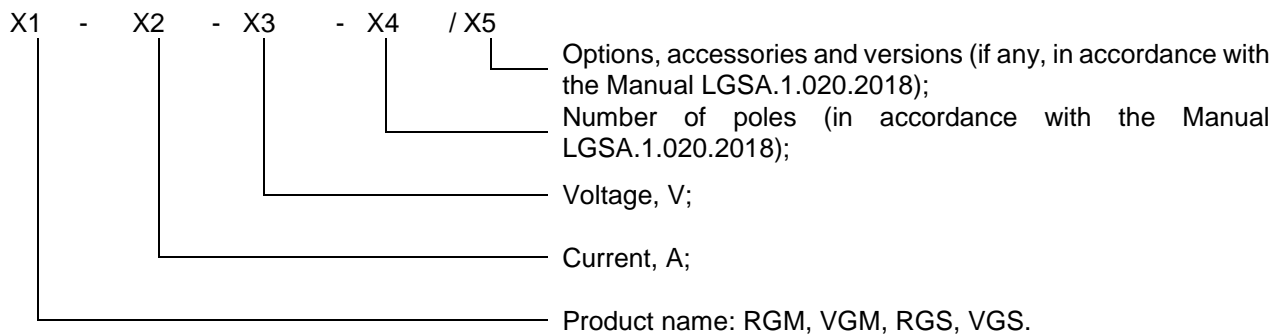 X1 - X2 - X3 - X4 / X5
Options, accessories and versions (if any, in accordance with
the Manual LGSA.1.020.2018);
Number of poles (in accordance with the Manual
LGSA.1.020.2018);
Voltage, V;
Current, A;
Product name: RGM, VGM, RGS, VGS.